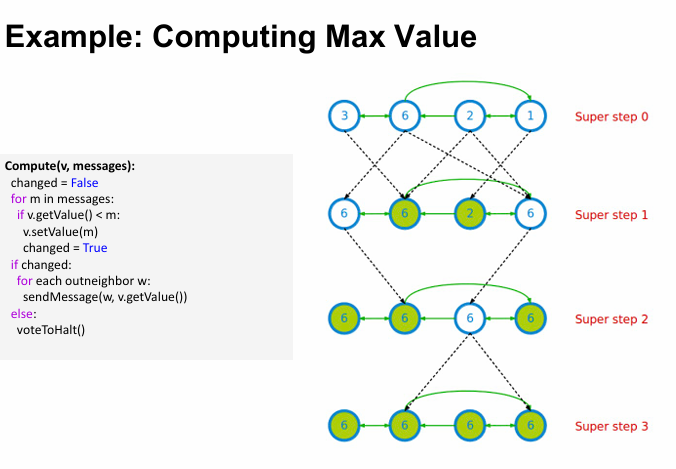 Example: Computing Max Value
Compute(v, messages):
changed = False
for m in messages:
if v.getValue() < m:
v.setValue(m)
changed = True
if changed:
for each outneighbor w:
sendMessage(w, v.getValue())
else:
voteToHalt()
3 6 2 1 Super step 0
6 6 2 6 Super step 1
6 6 6 6 Super step 2
6 6 6 6 Super step 3